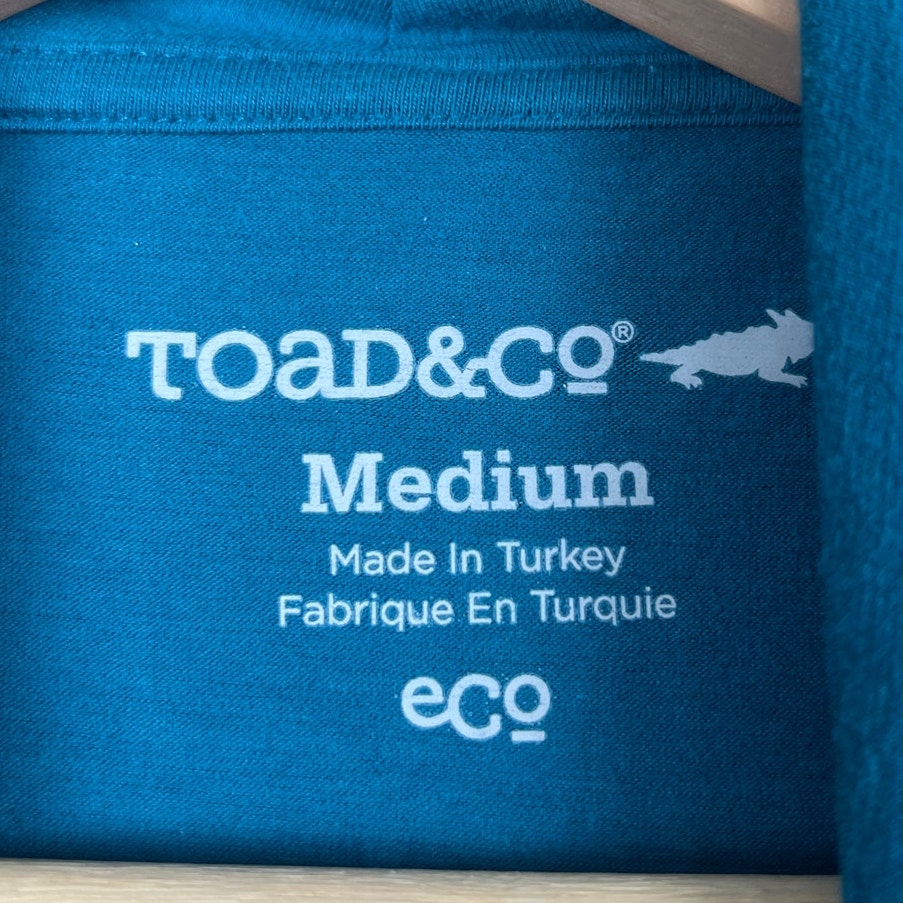 TOaD&Co®
Medium
Made In Turkey
Fabrique En Turquie
eCo